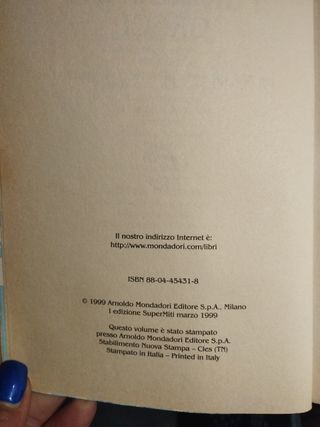 Il nostro indirizzo Internet è:
http://www.mondadori.com/libri
ISBN 88-04-45431-8
© 1999 Arnoldo Mondadori Editore S.p.A., Milano
I edizione SuperMiti marzo 1999
Questo volume è stato stampato
presso Arnoldo Mondadori Editore S.p.A.
Stabilimento Nuova Stampa – Cles (TN)
Stampato in Italia – Printed in Italy